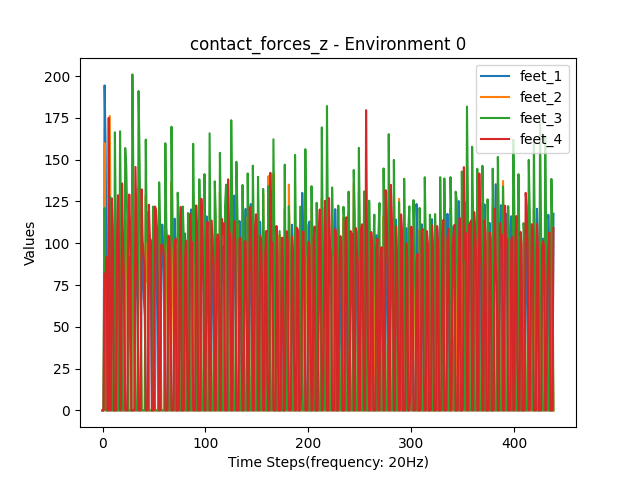 contact_forces_z - Environment 0
feet_1
feet_2
feet_3
feet_4
Values
200
175
150
125
100
75
50
25
0
0 100 200 300 400
Time Steps(frequency: 20Hz)